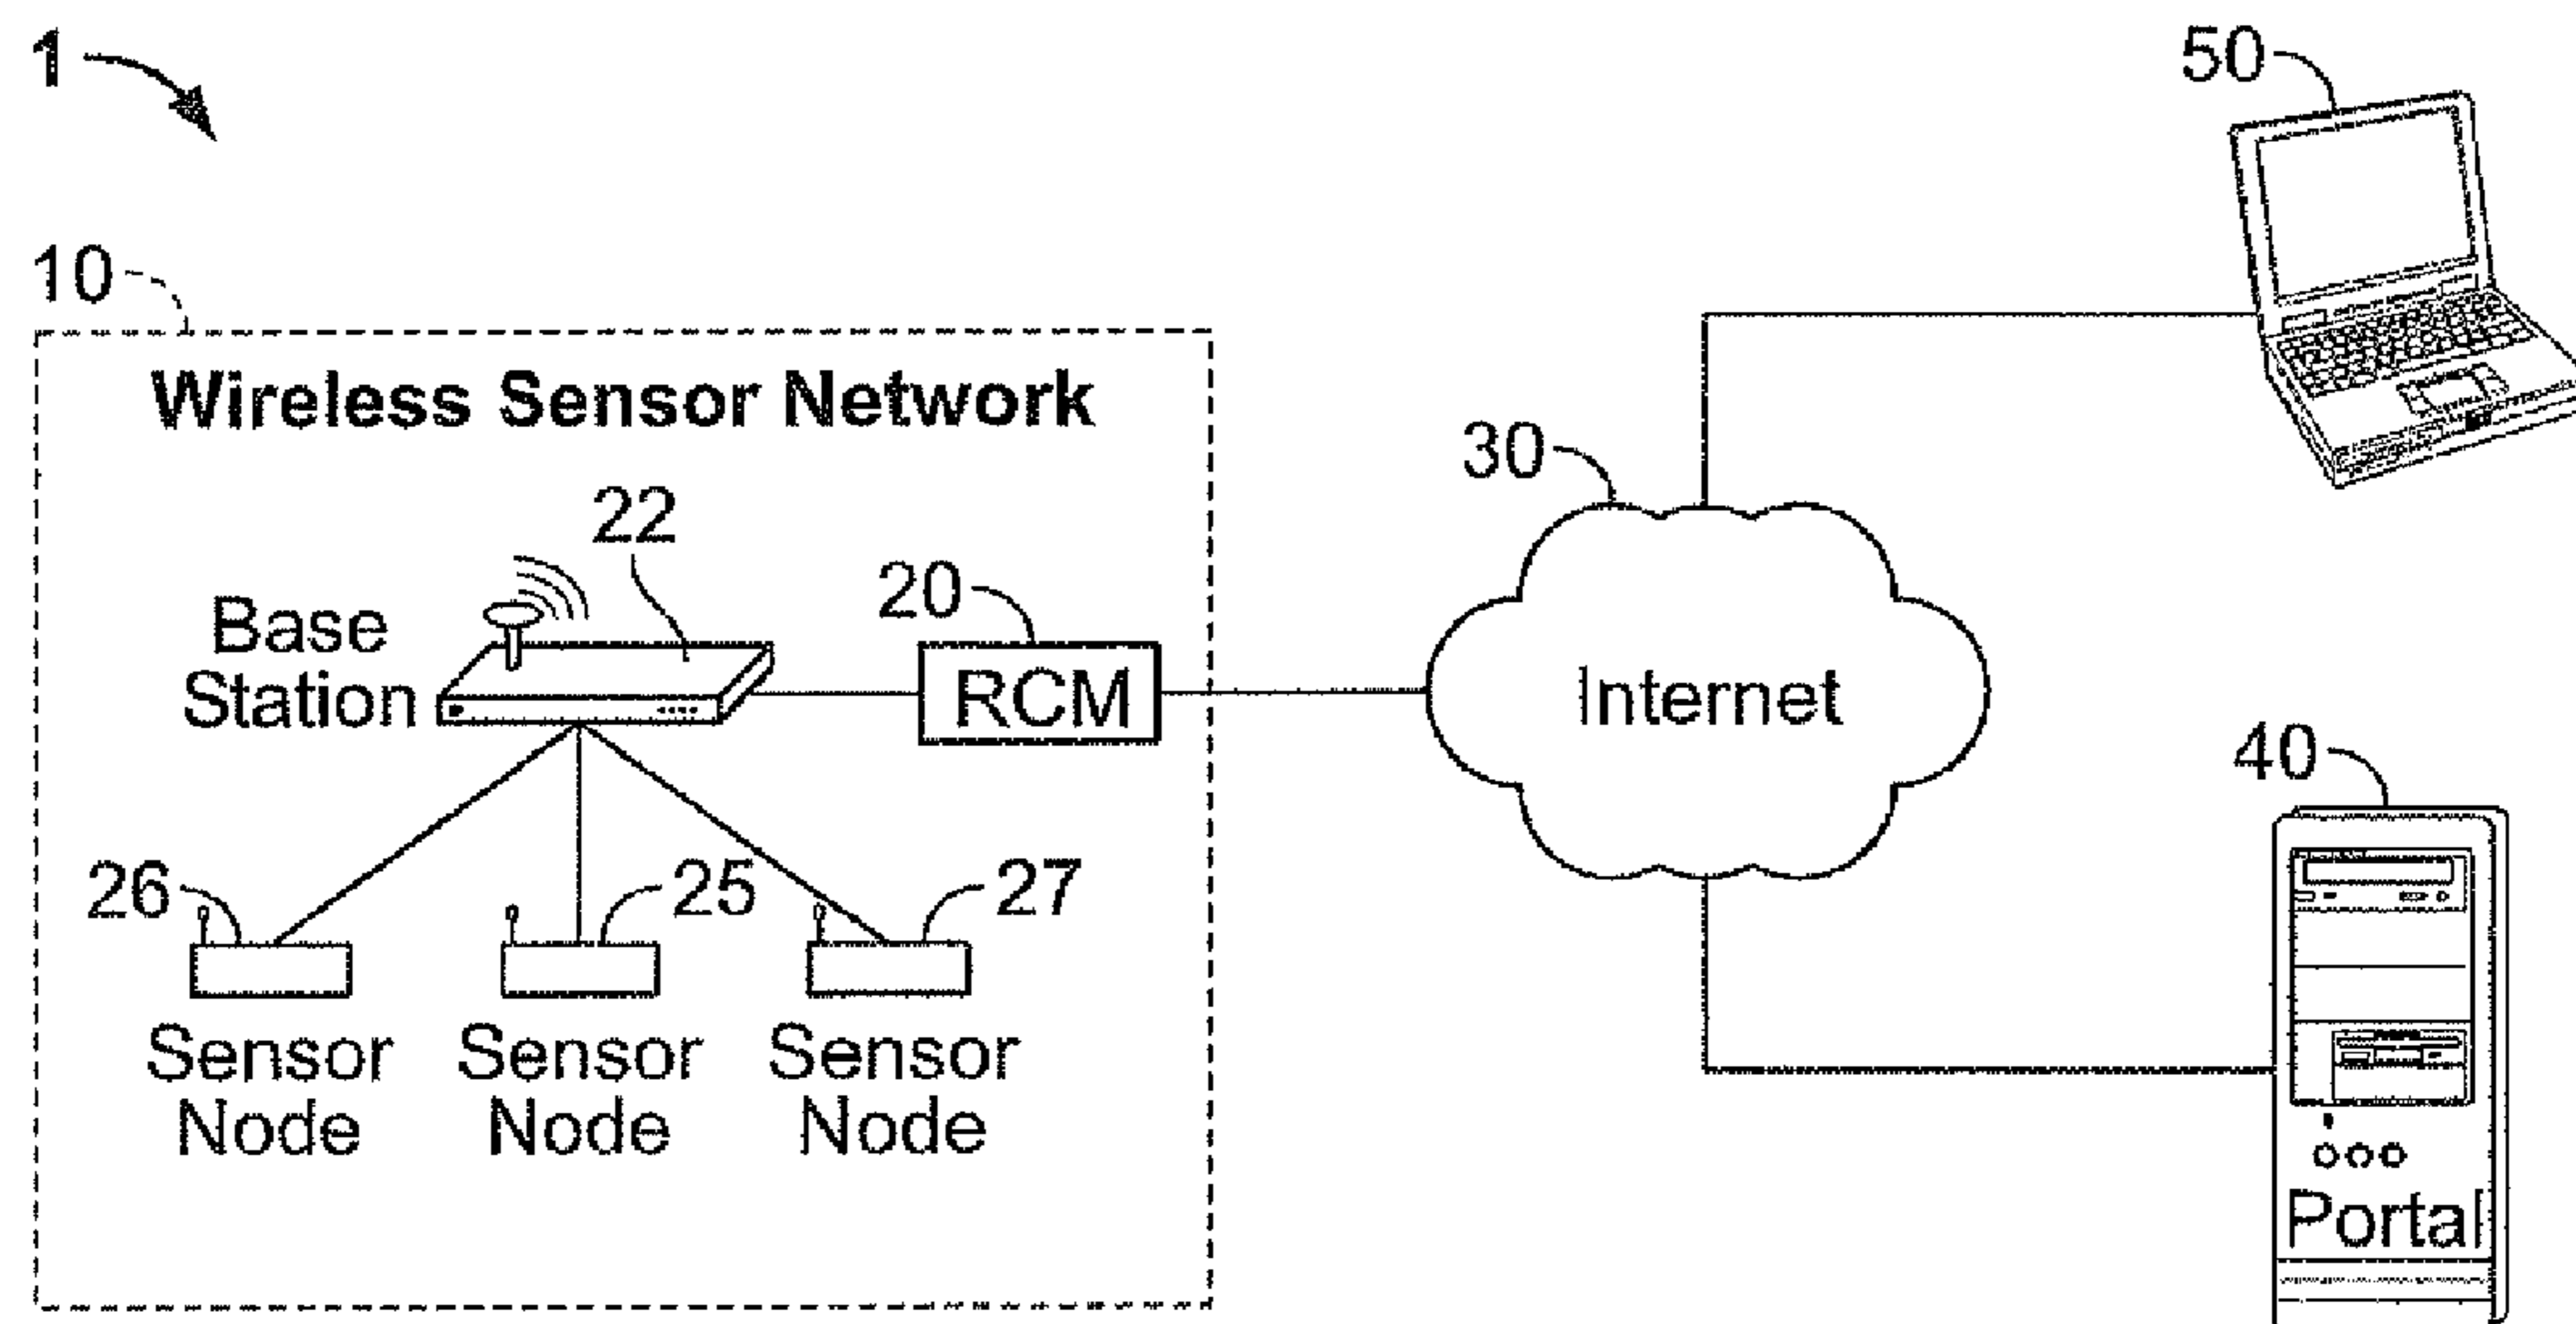 1
50
10
Wireless Sensor Network
30
22
20
Base
Station
RCM
Internet
40
26
25
27
Sensor
Node
Sensor
Node
Sensor
Node
Portal